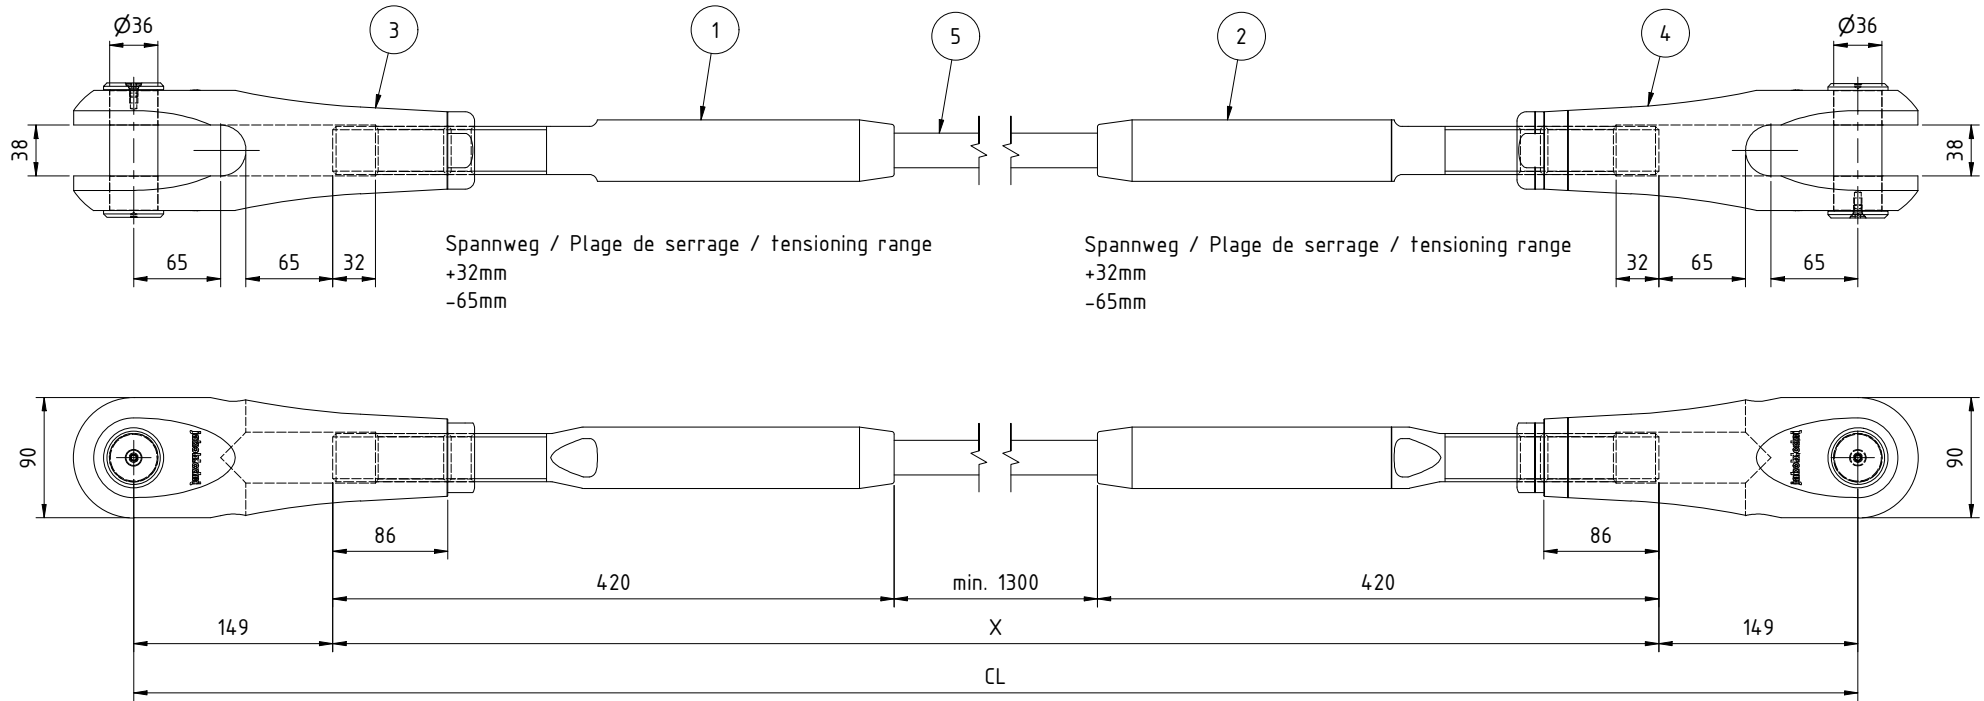 Ø36
3
1
5
2
4
Ø36
38
38
65
65
32
Spannweg / Plage de serrage / tensioning range
+32mm
-65mm
Spannweg / Plage de serrage / tensioning range
+32mm
-65mm
32
65
65
90
90
86
86
420
min. 1300
420
149
X
149
CL